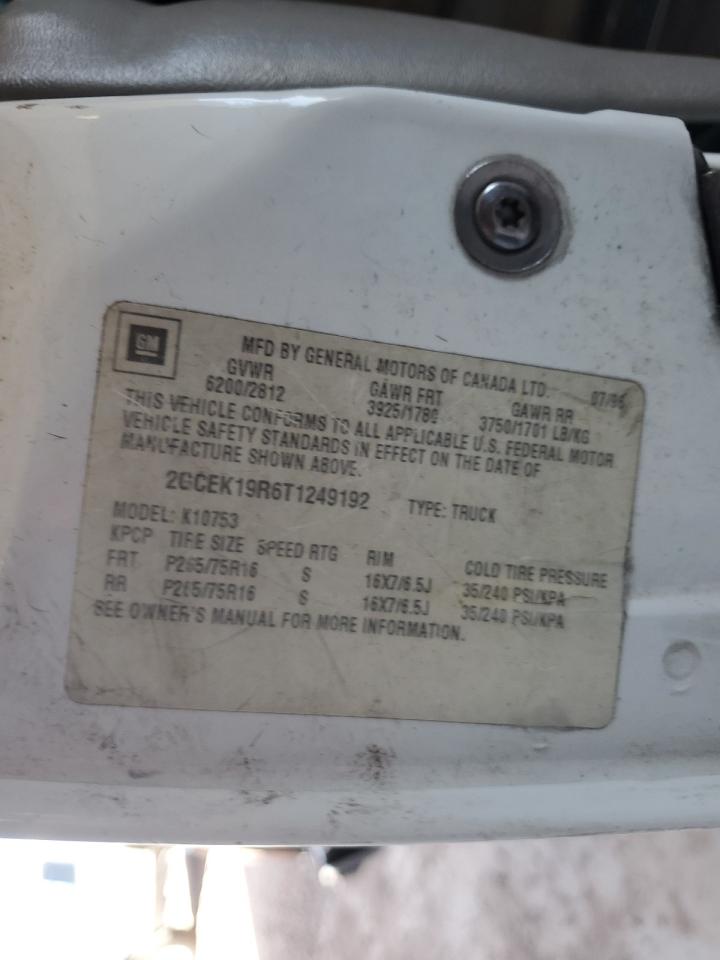 GM
MFD BY GENERAL MOTORS OF CANADA LTD 07/96
GVWR GAWR FRT GAWR RR
6200/2812 3925/1780 3750/1701 LB/KG
THIS VEHICLE CONFORMS TO ALL APPLICABLE U.S. FEDERAL MOTOR
VEHICLE SAFETY STANDARDS IN EFFECT ON THE DATE OF
MANUFACTURE SHOWN ABOVE.
2GCEK19R6T1249192 TYPE: TRUCK
MODEL: K10753
KPCP TIRE SIZE SPEED RTG RIM COLD TIRE PRESSURE
FRT P265/75R16 S 16X7/6.5J 35/240 PSI/KPA
RR P265/75R16 S 16X7/6.5J 35/240 PSI/KPA
SEE OWNER'S MANUAL FOR MORE INFORMATION.